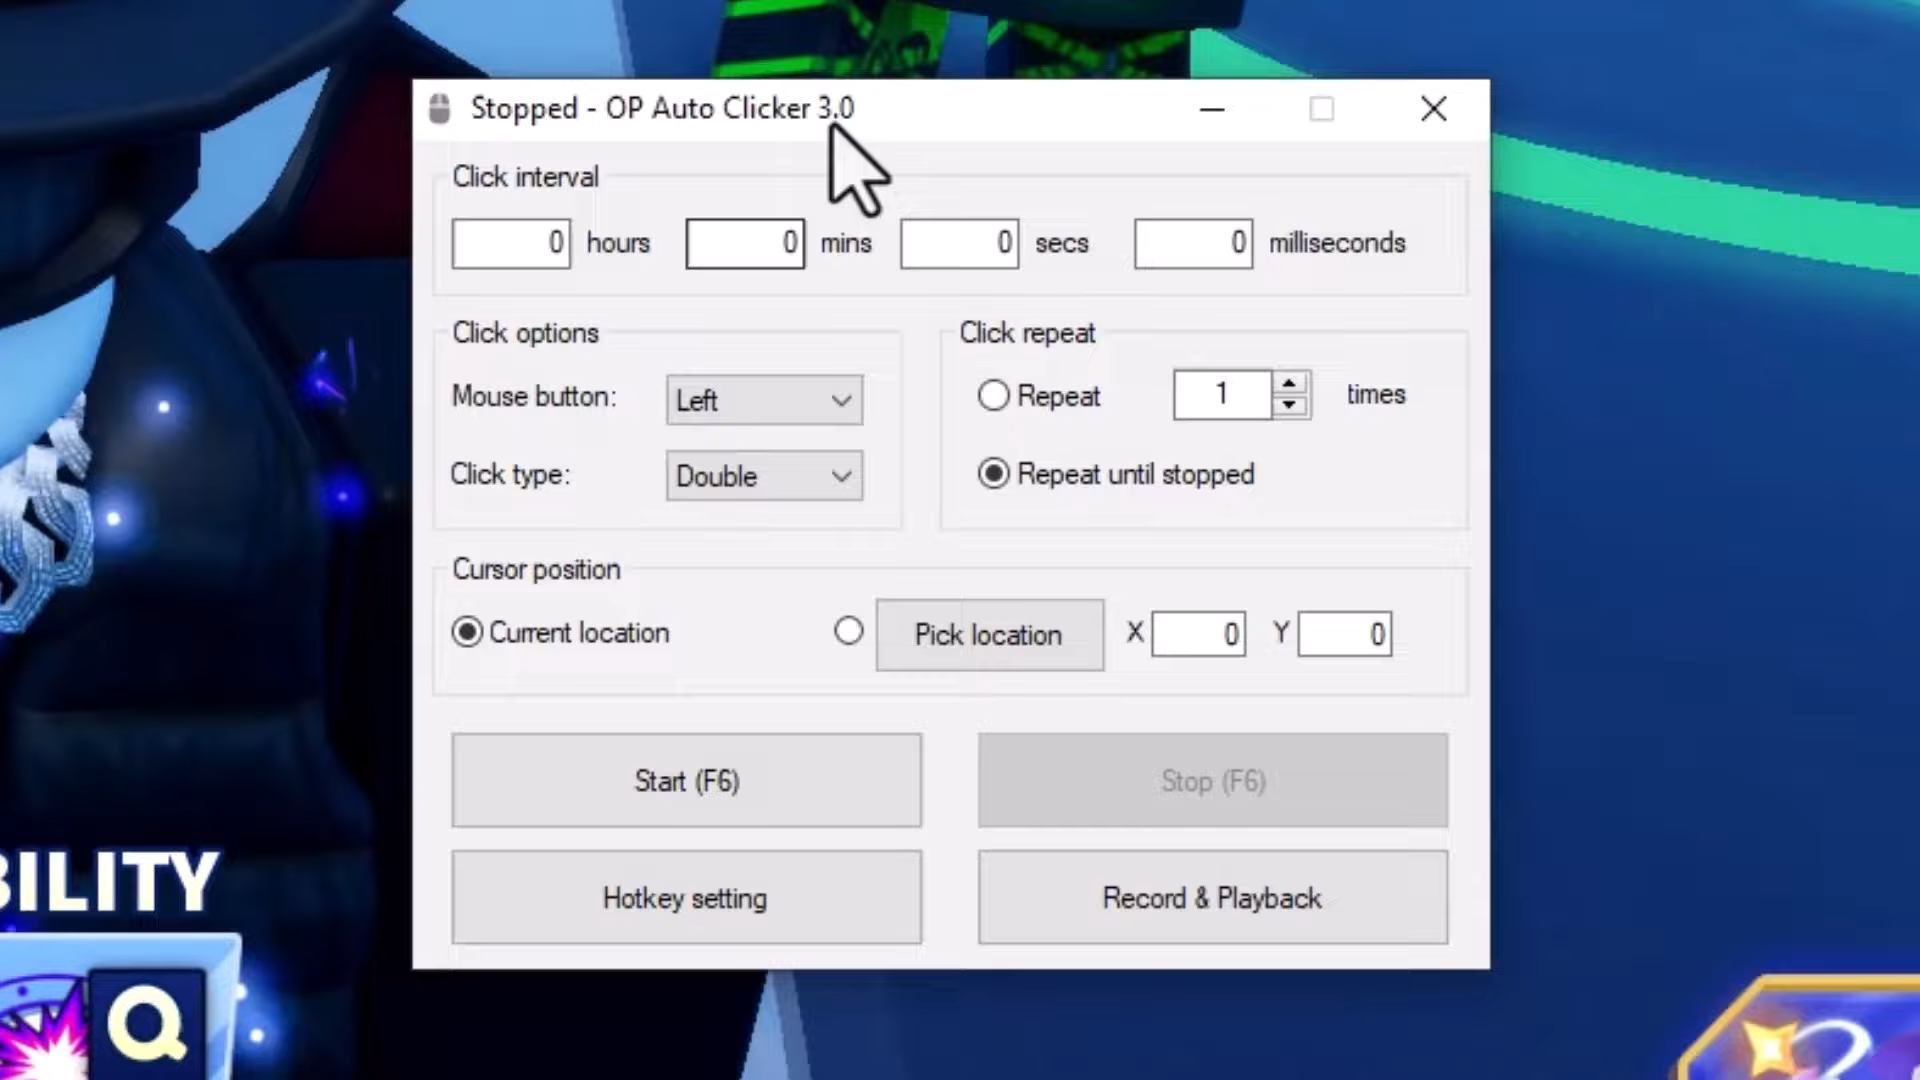 Stopped - OP Auto Clicker 3.0
Click interval
0 hours 0 mins 0 secs 0 milliseconds
Click options
Mouse button: Left
Click type: Double
Click repeat
Repeat 1 times
Repeat until stopped
Cursor position
Current location Pick location X 0 Y 0
Start (F6) Stop (F6)
Hotkey setting Record & Playback
BILITY
Q